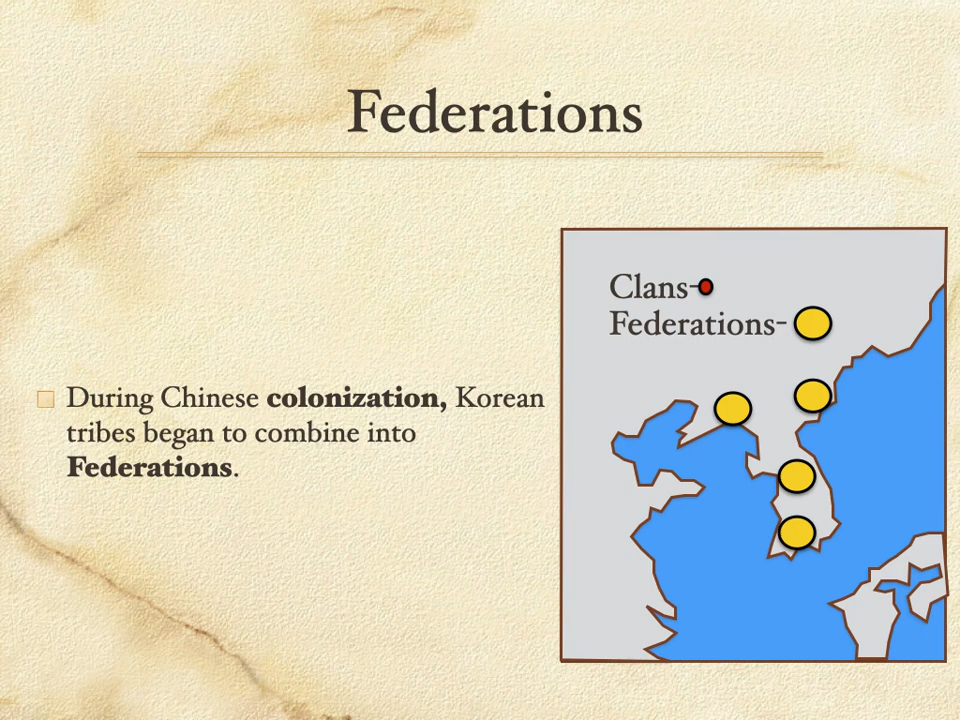 Federations
Clans-
Federations-
During Chinese colonization, Korean
tribes began to combine into
Federations.